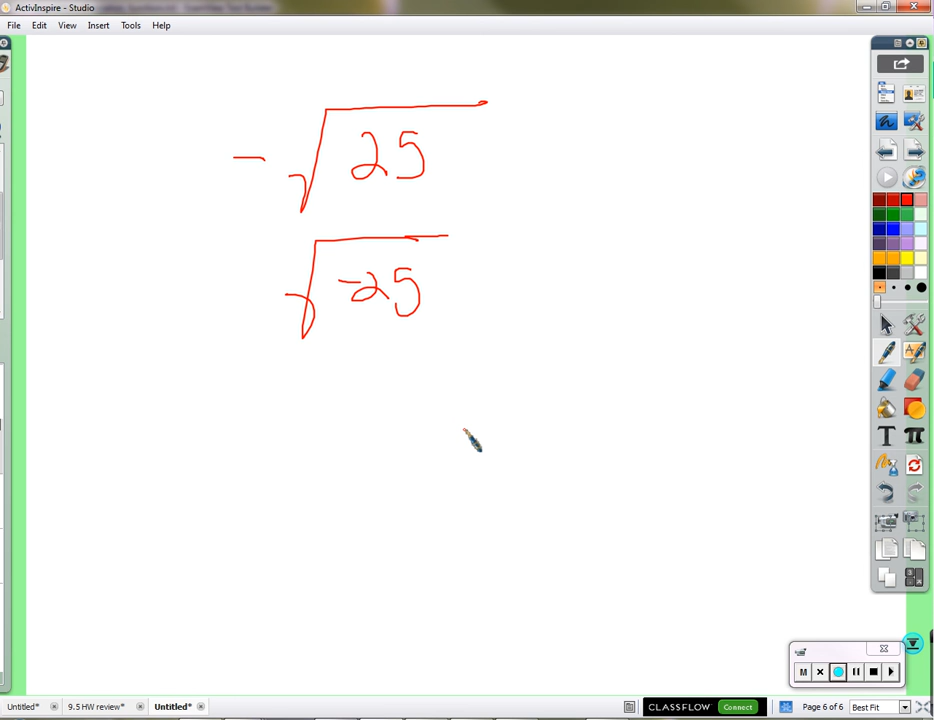 ActivInspire - Studio
File Edit View Insert Tools Help
- √25
√-25
M
CLASSFLOW Connect
Untitled* 9.5 HW review* Untitled* Page 6 of 6 Best Fit